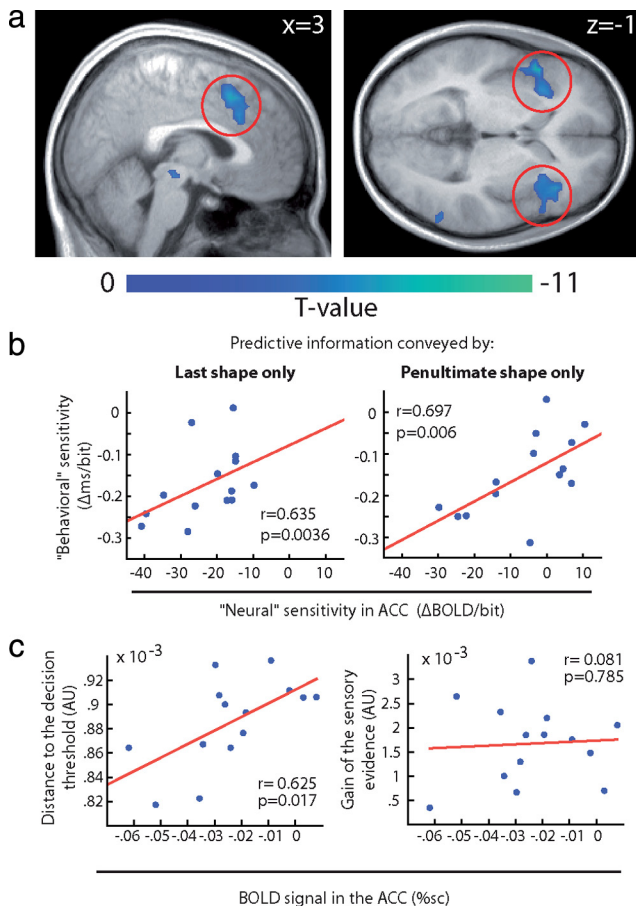 a
x=3
z=-1
0
-11
T-value
b
Predictive information conveyed by:
Last shape only
Penultimate shape only
"Behavioral" sensitivity
(Δms/bit)
0
-0.1
-0.2
-0.3
r=0.635
p=0.0036
-40 -30 -20 -10 0 10
0
-0.1
-0.2
-0.3
r=0.697
p=0.006
-40 -30 -20 -10 0 10
"Neural" sensitivity in ACC (ΔBOLD/bit)
c
Distance to the decision
threshold (AU)
x 10-3
.92
.9
.88
.86
.84
.82
r=0.625
p=0.017
-.06 -.05 -.04 -.03 -.02 -.01 0
Gain of the sensory
evidence (AU)
x 10-3
3
2.5
2
1.5
1
.5
r= 0.081
p=0.785
-.06 -.05 -.04 -.03 -.02 -.01 0
BOLD signal in the ACC (%sc)